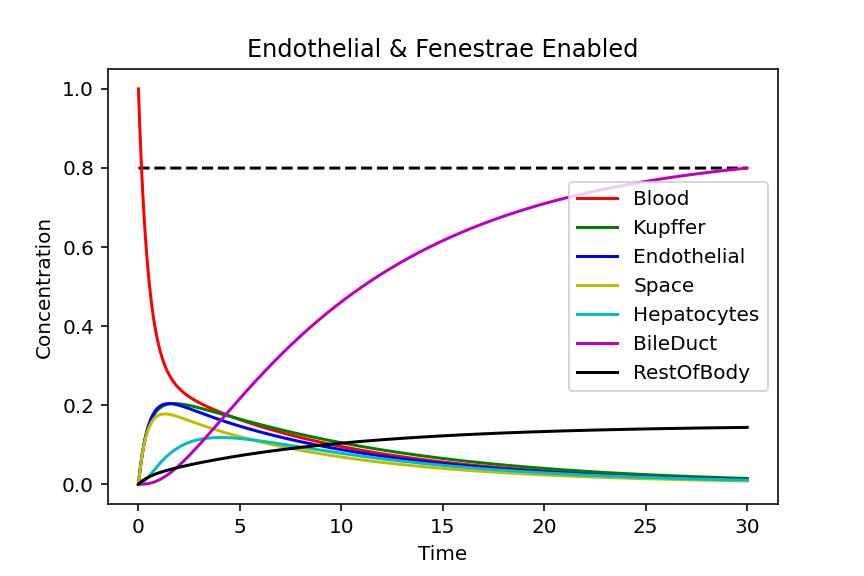 Endothelial & Fenestrae Enabled
1.0
0.8
0.6
0.4
0.2
0.0
Concentration
Blood
Kupffer
Endothelial
Space
Hepatocytes
BileDuct
RestOfBody
0 5 10 15 20 25 30
Time